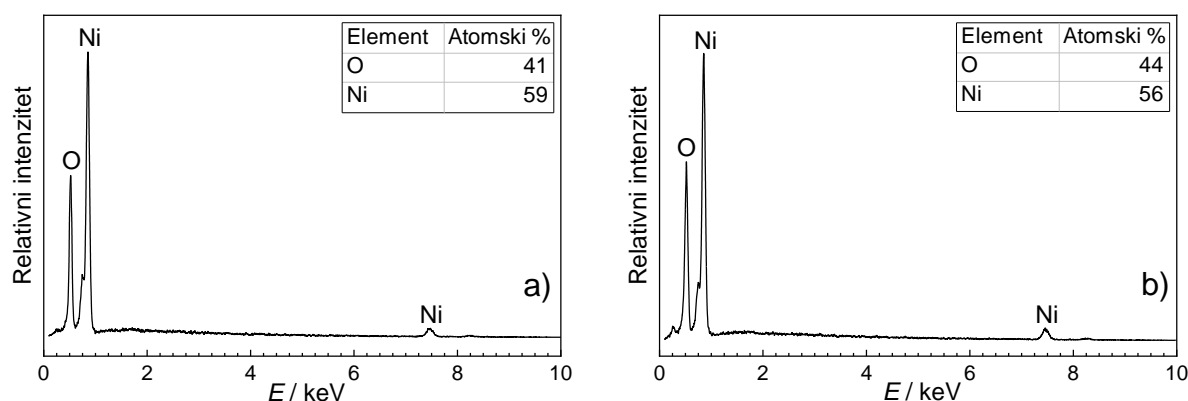 Ni
Element Atomski %
O 41
Ni 59
O
Relativni intenzitet
a)
Ni
0 2 4 6 8 10
E / keV
Ni
Element Atomski %
O 44
Ni 56
O
Relativni intenzitet
b)
Ni
0 2 4 6 8 10
E / keV